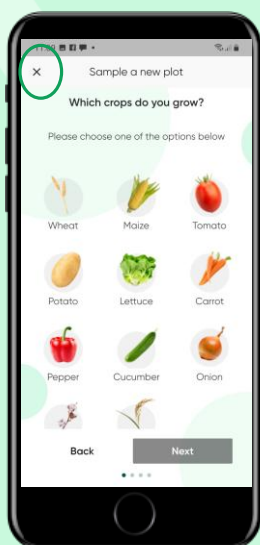 Sample a new plot
Which crops do you grow?
Please choose one of the options below
Wheat Maize Tomato
Potato Lettuce Carrot
Pepper Cucumber Onion
Back Next